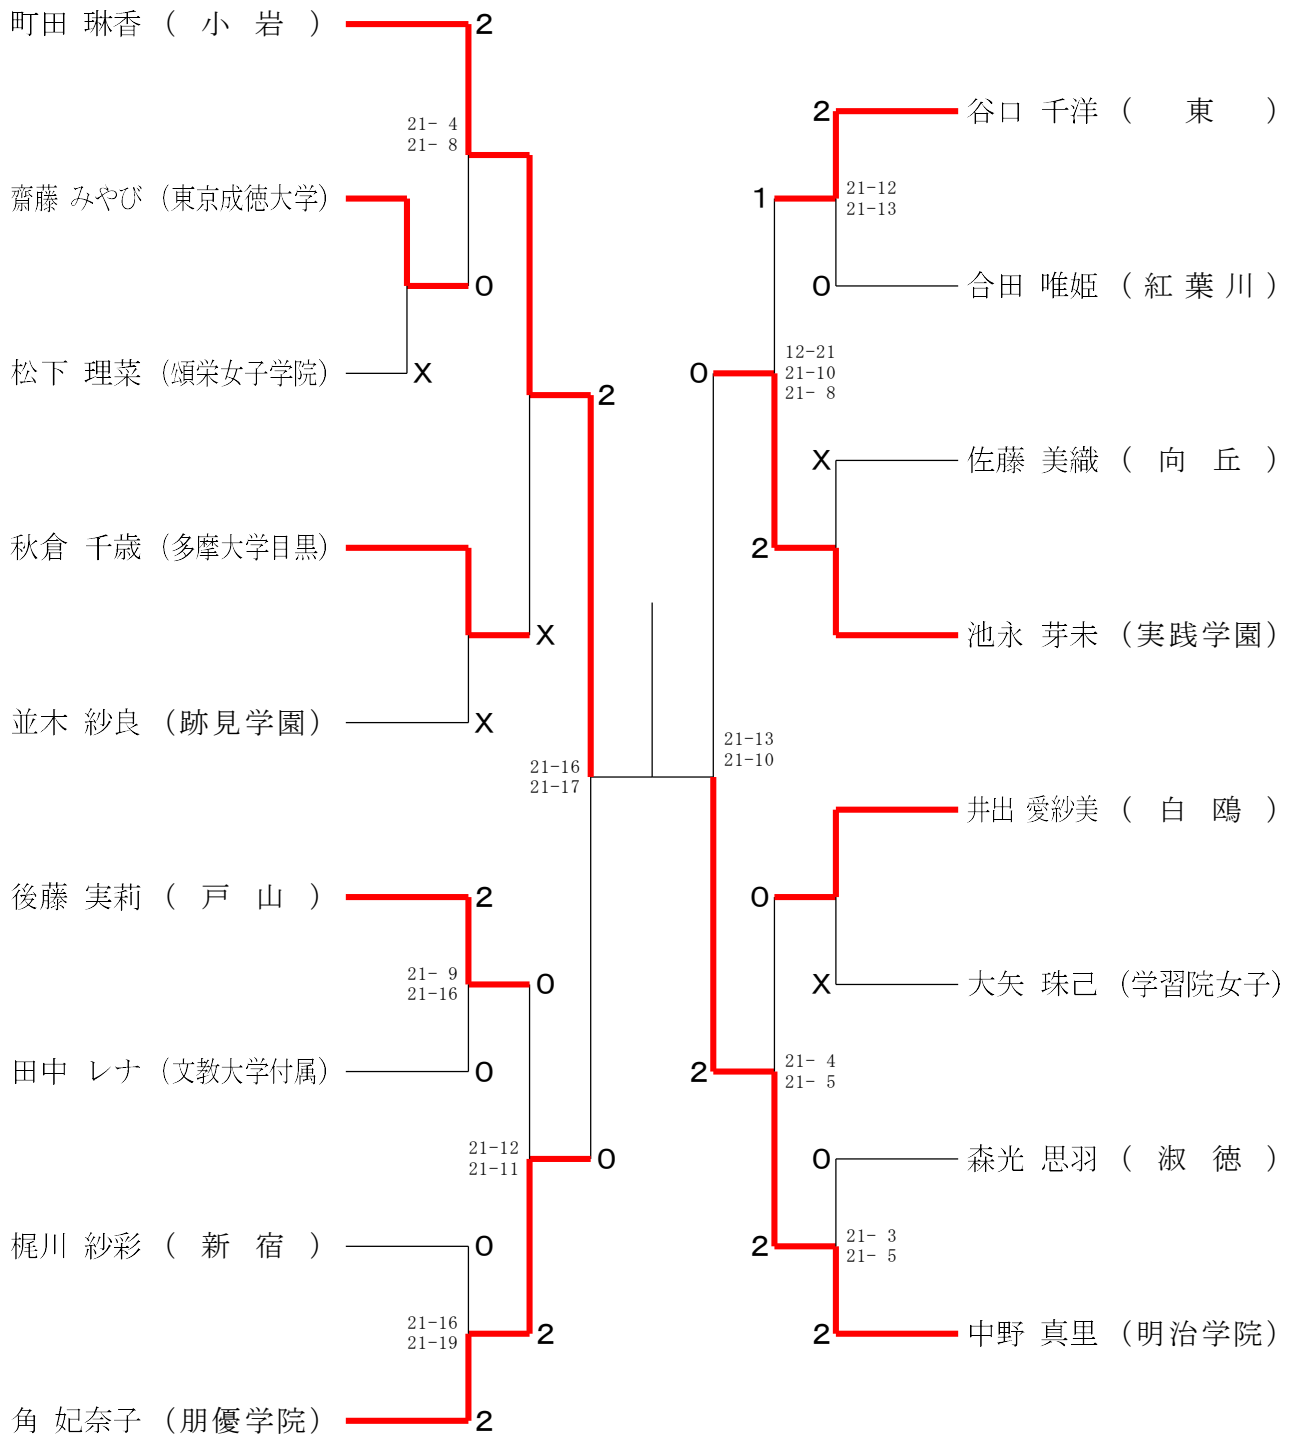 町田 琳香 ( 小 岩 )
2
21- 4
21- 8
齋藤 みやび (東京成徳大学)
0
松下 理菜 (頌栄女子学院)
X
2
秋倉 千歳 (多摩大学目黒)
X
並木 紗良 (跡見学園)
X
21-16
21-17
後藤 実莉 ( 戸 山 )
2
21- 9
21-16
0
田中 レナ (文教大学付属)
0
21-12
21-11
0
梶川 紗彩 ( 新 宿 )
0
21-16
21-19
2
角 妃奈子 (朋優学院)
2
2
谷口 千洋 ( 東 )
1
21-12
21-13
0
合田 唯姫 (紅葉川)
0
12-21
21-10
21- 8
X
佐藤 美織 ( 向 丘 )
2
池永 芽未 (実践学園)
21-13
21-10
井出 愛紗美 ( 白 鴎 )
0
X
大矢 珠己 (学習院女子)
2
21- 4
21- 5
0
森光 思羽 ( 淑 徳 )
2
21- 3
21- 5
2
中野 真里 (明治学院)